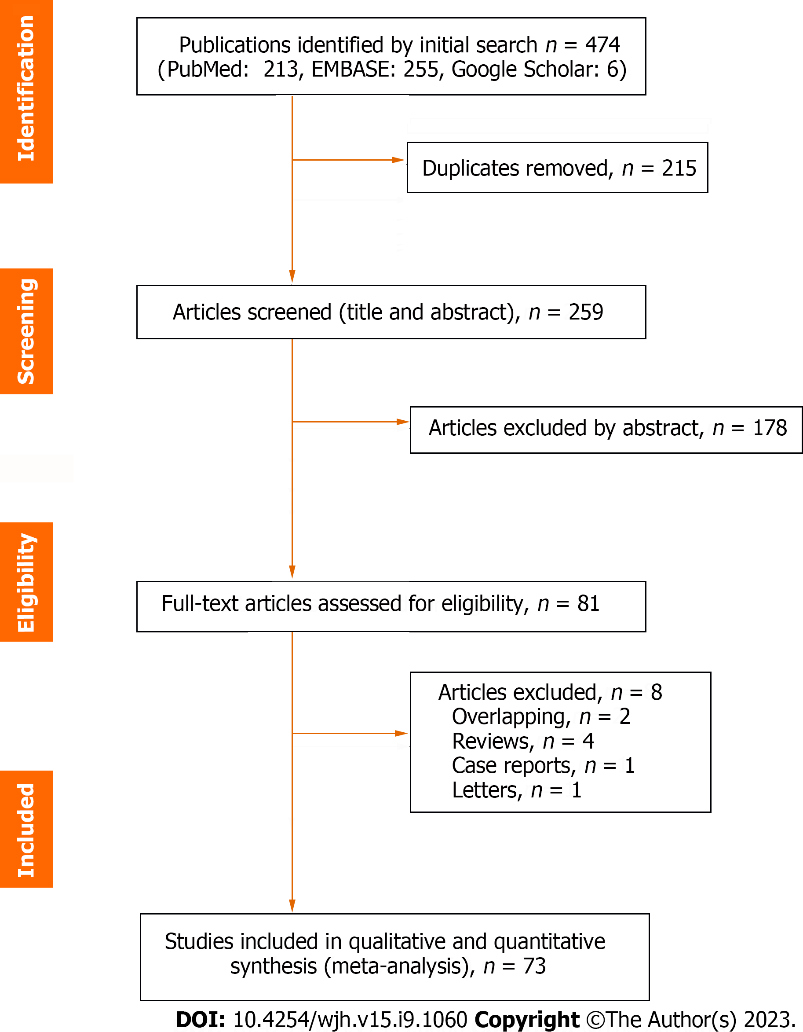 Identification
Publications identified by initial search n = 474
(PubMed: 213, EMBASE: 255, Google Scholar: 6)
Duplicates removed, n = 215
Screening
Articles screened (title and abstract), n = 259
Articles excluded by abstract, n = 178
Eligibility
Full-text articles assessed for eligibility, n = 81
Articles excluded, n = 8
Overlapping, n = 2
Reviews, n = 4
Case reports, n = 1
Letters, n = 1
Included
Studies included in qualitative and quantitative
synthesis (meta-analysis), n = 73
DOI: 10.4254/wjh.v15.i9.1060 Copyright ©The Author(s) 2023.